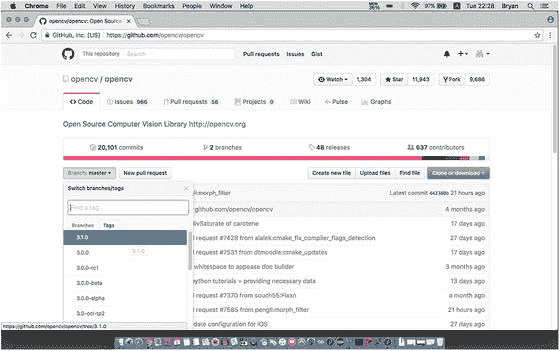 Chrome File Edit View History Bookmarks People Window Help
97% Tue 22:28 Bryan
opencv/opencv: Open Source
Bryan
GitHub, Inc. [US] https://github.com/opencv/opencv
This repository Search Pull requests Issues Gist
opencv / opencv
Watch 1,304 Star 11,943 Fork 9,686
Code Issues 966 Pull requests 56 Projects 0 Wiki Pulse Graphs
Open Source Computer Vision Library http://opencv.org
20,101 commits 2 branches 48 releases 637 contributors
Branch: master New pull request Create new file Upload files Find file Clone or download
Switch branches/tags
:morph_filter Latest commit 21 hours ago
Find a tag...
github.com/opencv/opencv 4 months ago
Branches Tags
divSaturate of carotene 17 days ago
3.1.0
request #7428 from alalek:cmake_fix_compiler_flags_detection 27 days ago
3.0.0 3.1.0
request #7531 from dtmoodie:cmake_updates 17 days ago
3.0.0-rc1
whitespace to appease doc builder 3 months ago
3.0.0-beta
python tutorials + providing necessary data 13 days ago
3.0.0-alpha
request #7370 from souch55:Fixxn a month ago
3.0-ocl-tp2
request #7585 from pengli:morph_filter 21 hours ago
date configuration for iOS 27 days ago
https://github.com/opencv/opencv/tree/3.1.0